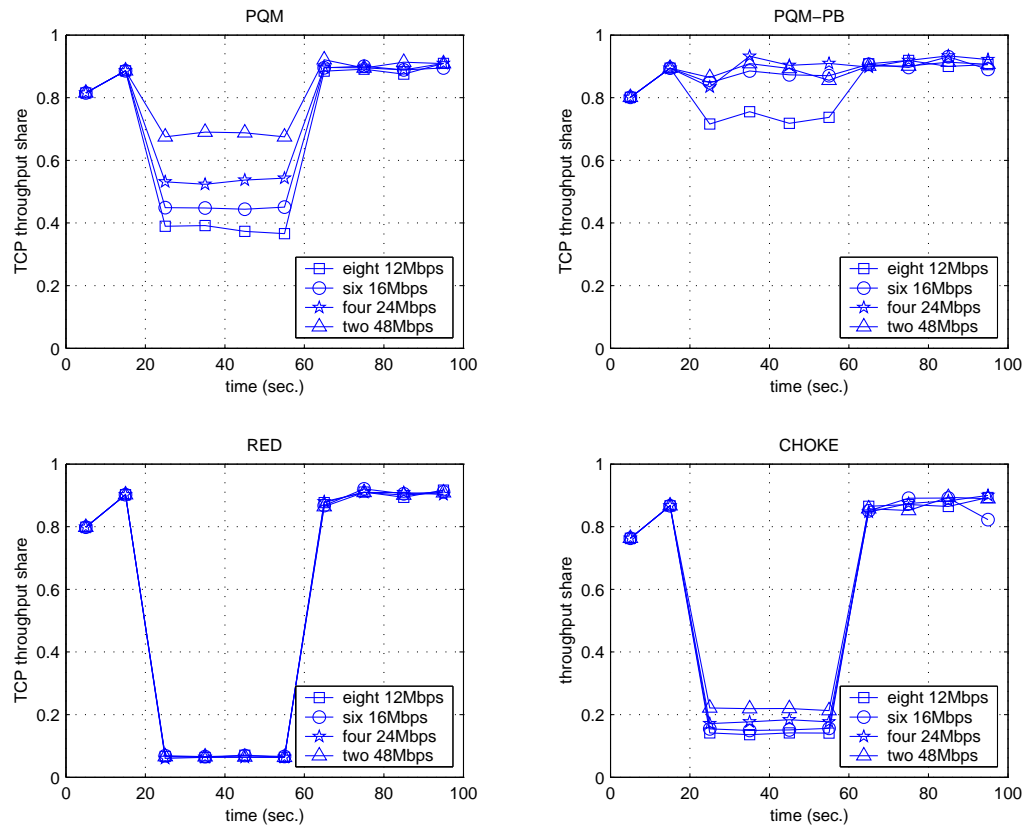 PQM
1
0.8
0.6
0.4
0.2
0
TCP throughput share
0 20 40 60 80 100
time (sec.)
eight 12Mbps
six 16Mbps
four 24Mbps
two 48Mbps
PQM−PB
1
0.8
0.6
0.4
0.2
0
TCP throughput share
0 20 40 60 80 100
time (sec.)
eight 12Mbps
six 16Mbps
four 24Mbps
two 48Mbps
RED
1
0.8
0.6
0.4
0.2
0
TCP throughput share
0 20 40 60 80 100
time (sec.)
eight 12Mbps
six 16Mbps
four 24Mbps
two 48Mbps
CHOKE
1
0.8
0.6
0.4
0.2
0
throughput share
0 20 40 60 80 100
time (sec.)
eight 12Mbps
six 16Mbps
four 24Mbps
two 48Mbps